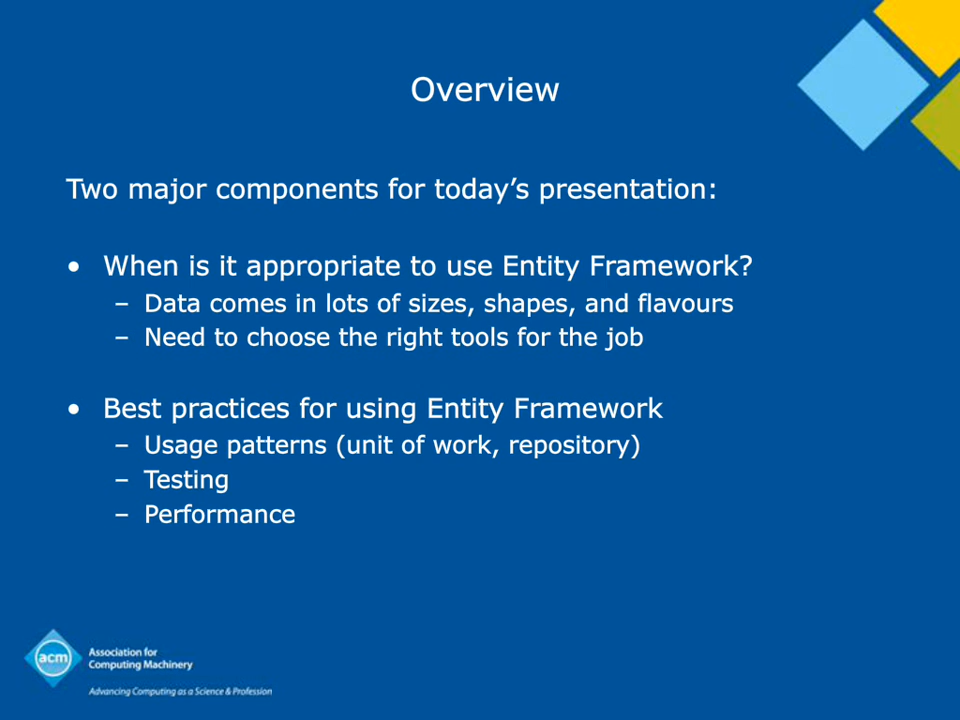 Overview
Two major components for today’s presentation:
• When is it appropriate to use Entity Framework?
– Data comes in lots of sizes, shapes, and flavours
– Need to choose the right tools for the job
• Best practices for using Entity Framework
– Usage patterns (unit of work, repository)
– Testing
– Performance
acm
Association for
Computing Machinery
Advancing Computing as a Science & Profession